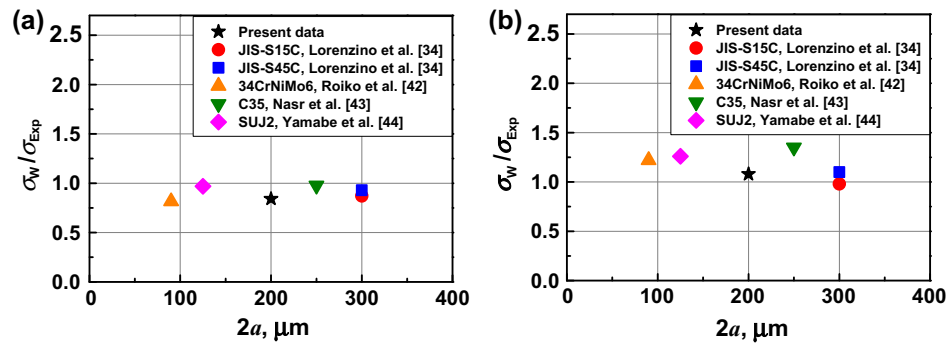 (a)
2.5
2.0
1.5
1.0
0.5
0.0
σW/σExp
Present data
JIS-S15C, Lorenzino et al. [34]
JIS-S45C, Lorenzino et al. [34]
34CrNiMo6, Roiko et al. [42]
C35, Nasr et al. [43]
SUJ2, Yamabe et al. [44]
0 100 200 300 400
2a, μm
(b)
2.5
2.0
1.5
1.0
0.5
0.0
σW/σExp
Present data
JIS-S15C, Lorenzino et al. [34]
JIS-S45C, Lorenzino et al. [34]
34CrNiMo6, Roiko et al. [42]
C35, Nasr et al. [43]
SUJ2, Yamabe et al. [44]
0 100 200 300 400
2a, μm